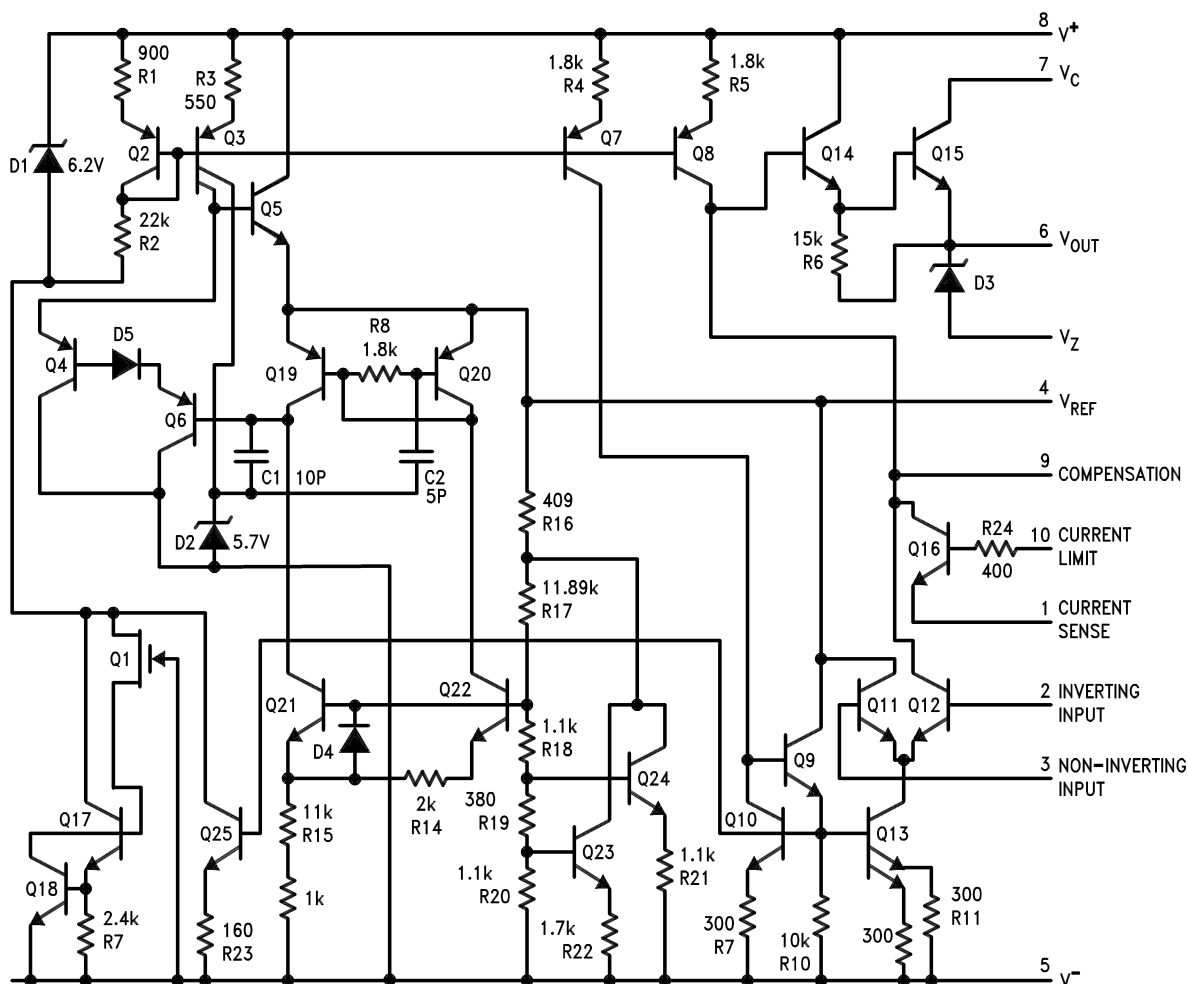 8 V+
900
R1
R3
550
1.8k
R4
1.8k
R5
7 VC
D1 6.2V
Q2
Q3
Q7
Q8
Q14
Q15
22k
R2
Q5
15k
R6
6 VOUT
D3
D5
R8
1.8k
VZ
Q4
Q19
Q20
4 VREF
Q6
C1 10P
C2
5P
9 COMPENSATION
409
R16
D2 5.7V
Q16
R24
400
10 CURRENT
LIMIT
11.89k
R17
1 CURRENT
SENSE
Q1
Q21
Q22
Q11
Q12
2 INVERTING
INPUT
D4
1.1k
R18
Q24
Q9
3 NON-INVERTING
INPUT
2k
R14
380
R19
11k
R15
Q17
Q25
Q23
Q10
Q13
Q18
1.1k
R20
1.1k
R21
1k
2.4k
R7
160
R23
1.7k
R22
300
R7
10k
R10
300
300
R11
5 V-